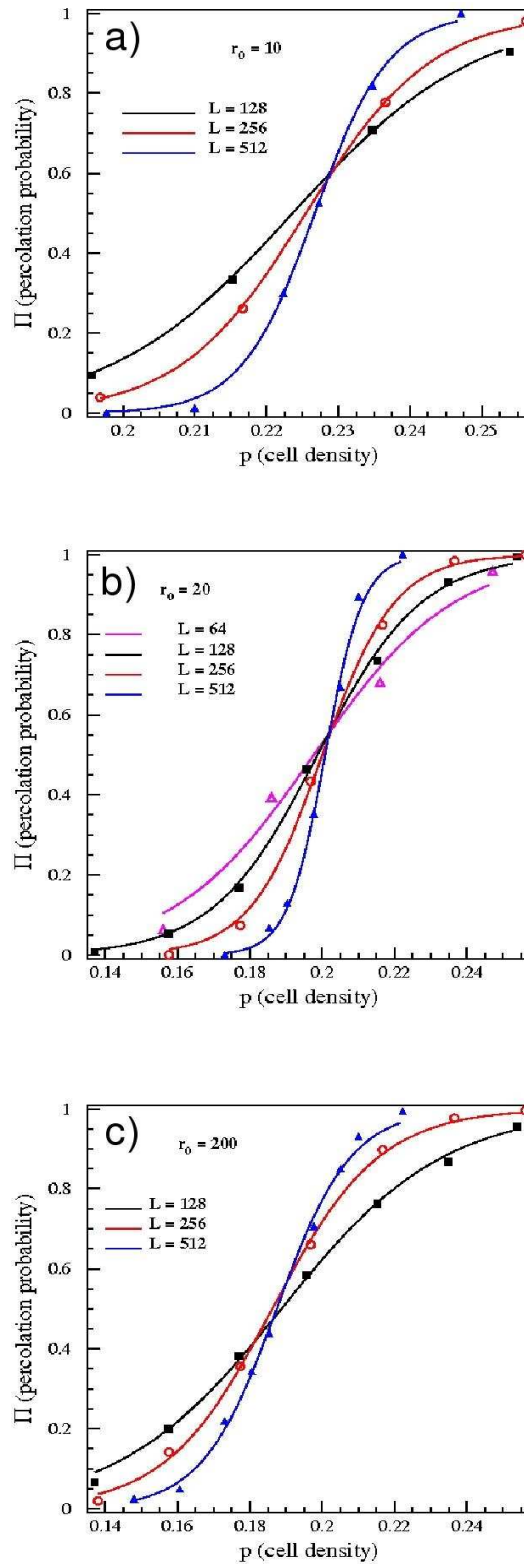 a)
r₀ = 10
L = 128
L = 256
L = 512
Π (percolation probability)
1
0.8
0.6
0.4
0.2
0
0.2
0.21
0.22
0.23
0.24
0.25
p (cell density)
b)
r₀ = 20
L = 64
L = 128
L = 256
L = 512
Π (percolation probability)
1
0.8
0.6
0.4
0.2
0
0.14
0.16
0.18
0.2
0.22
0.24
p (cell density)
c)
r₀ = 200
L = 128
L = 256
L = 512
Π (percolation probability)
1
0.8
0.6
0.4
0.2
0
0.14
0.16
0.18
0.2
0.22
0.24
p (cell density)